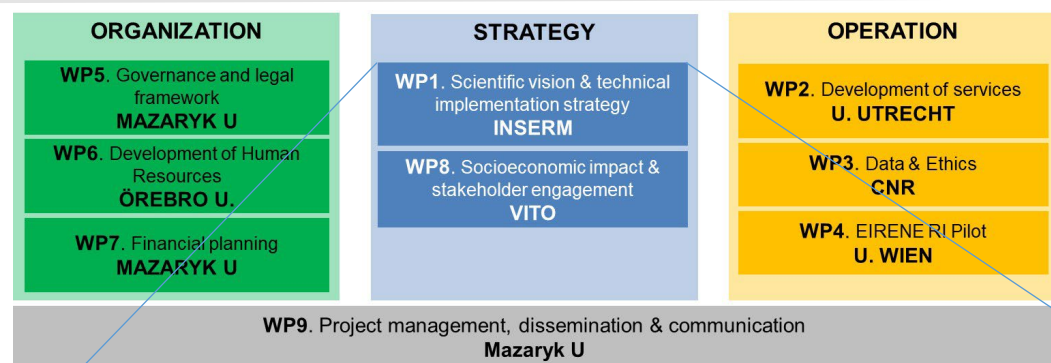 ORGANIZATION
WP5. Governance and legal
framework
MAZARYK U
WP6. Development of Human
Resources
ÖREBRO U.
WP7. Financial planning
MAZARYK U
STRATEGY
WP1. Scientific vision & technical
implementation strategy
INSERM
WP8. Socioeconomic impact &
stakeholder engagement
VITO
OPERATION
WP2. Development of services
U. UTRECHT
WP3. Data & Ethics
CNR
WP4. EIRENE RI Pilot
U. WIEN
WP9. Project management, dissemination & communication
Mazaryk U